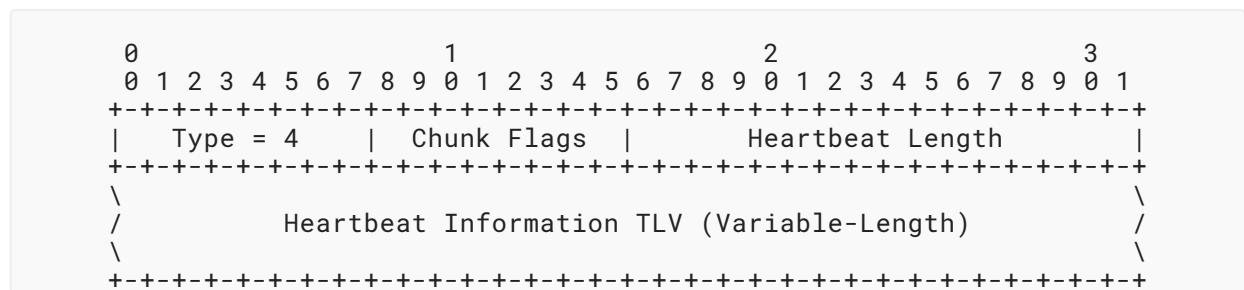 0                   1                   2                   3
 0 1 2 3 4 5 6 7 8 9 0 1 2 3 4 5 6 7 8 9 0 1 2 3 4 5 6 7 8 9 0 1
+-+-+-+-+-+-+-+-+-+-+-+-+-+-+-+-+-+-+-+-+-+-+-+-+-+-+-+-+-+-+-+-+
|   Type = 4    |  Chunk Flags  |       Heartbeat Length        |
+-+-+-+-+-+-+-+-+-+-+-+-+-+-+-+-+-+-+-+-+-+-+-+-+-+-+-+-+-+-+-+-+
\                                                               \
/          Heartbeat Information TLV (Variable-Length)          /
\                                                               \
+-+-+-+-+-+-+-+-+-+-+-+-+-+-+-+-+-+-+-+-+-+-+-+-+-+-+-+-+-+-+-+-+